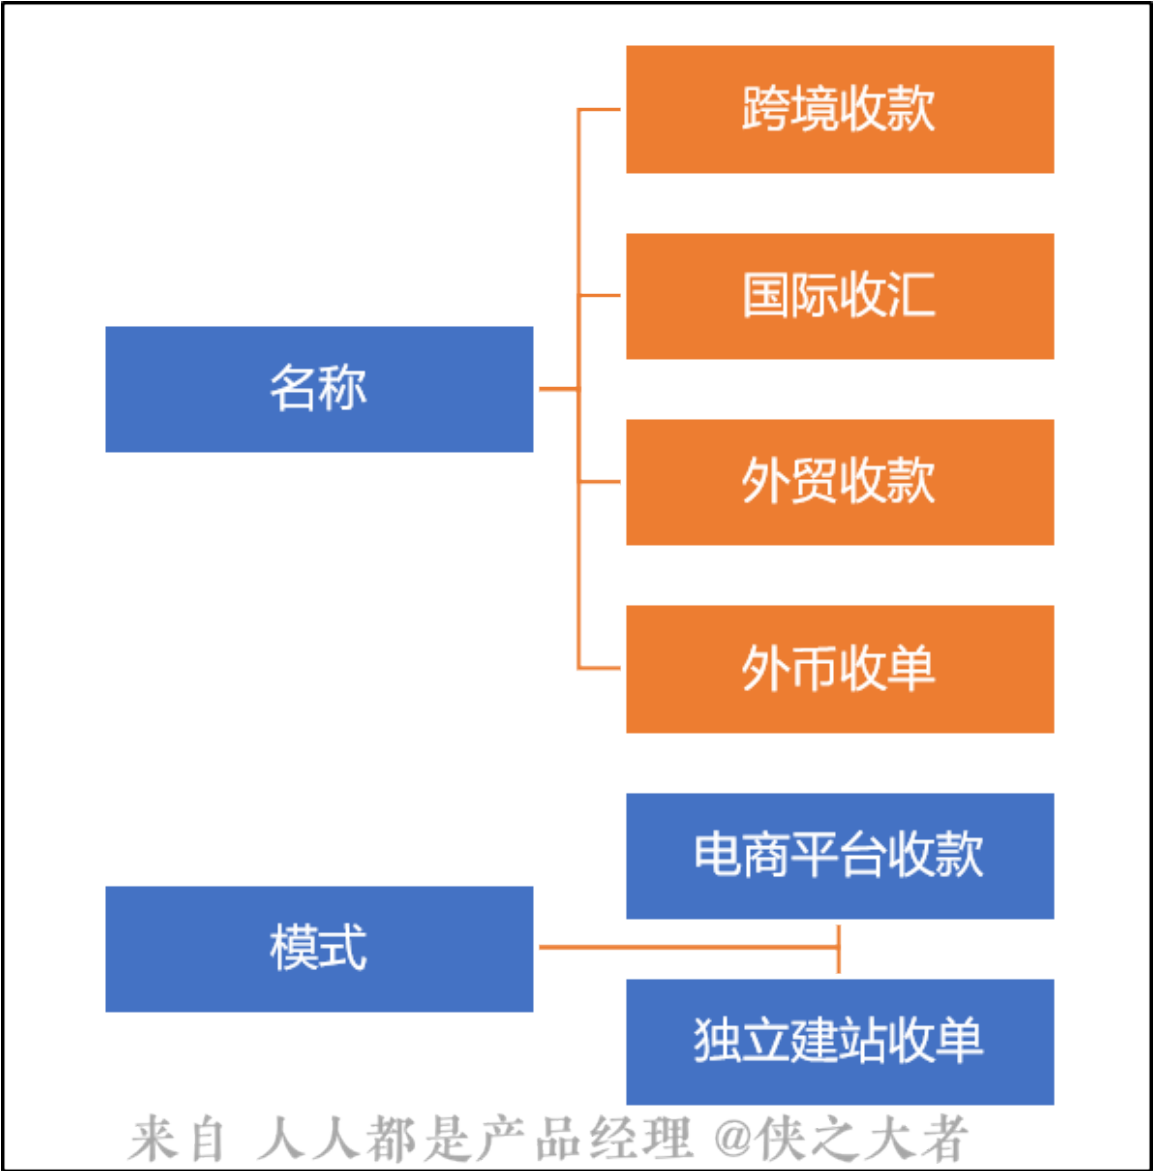 跨境收款
国际收汇
名称
外贸收款
外币收单
电商平台收款
模式
独立建站收单
来自 人人都是产品经理 @侠之大者